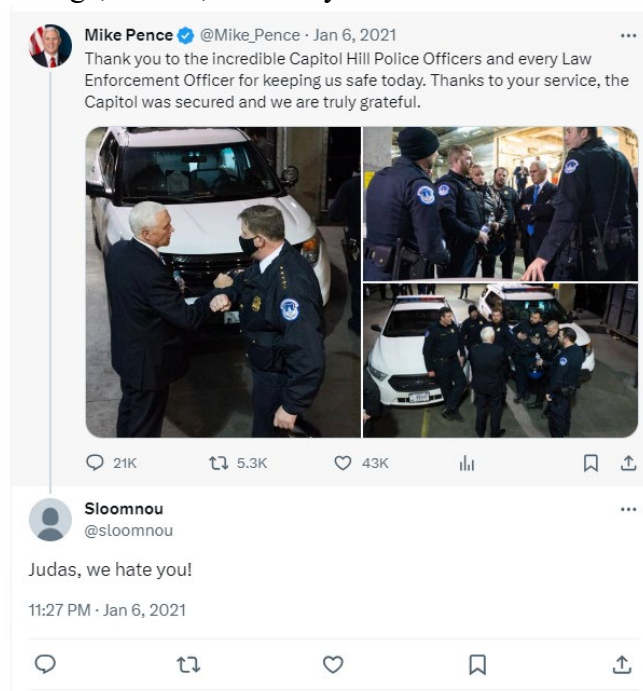 Mike Pence @Mike_Pence · Jan 6, 2021
Thank you to the incredible Capitol Hill Police Officers and every Law
Enforcement Officer for keeping us safe today. Thanks to your service, the
Capitol was secured and we are truly grateful.
21K 5.3K 43K
Sloomnou
@sloomnou
Judas, we hate you!
11:27 PM · Jan 6, 2021